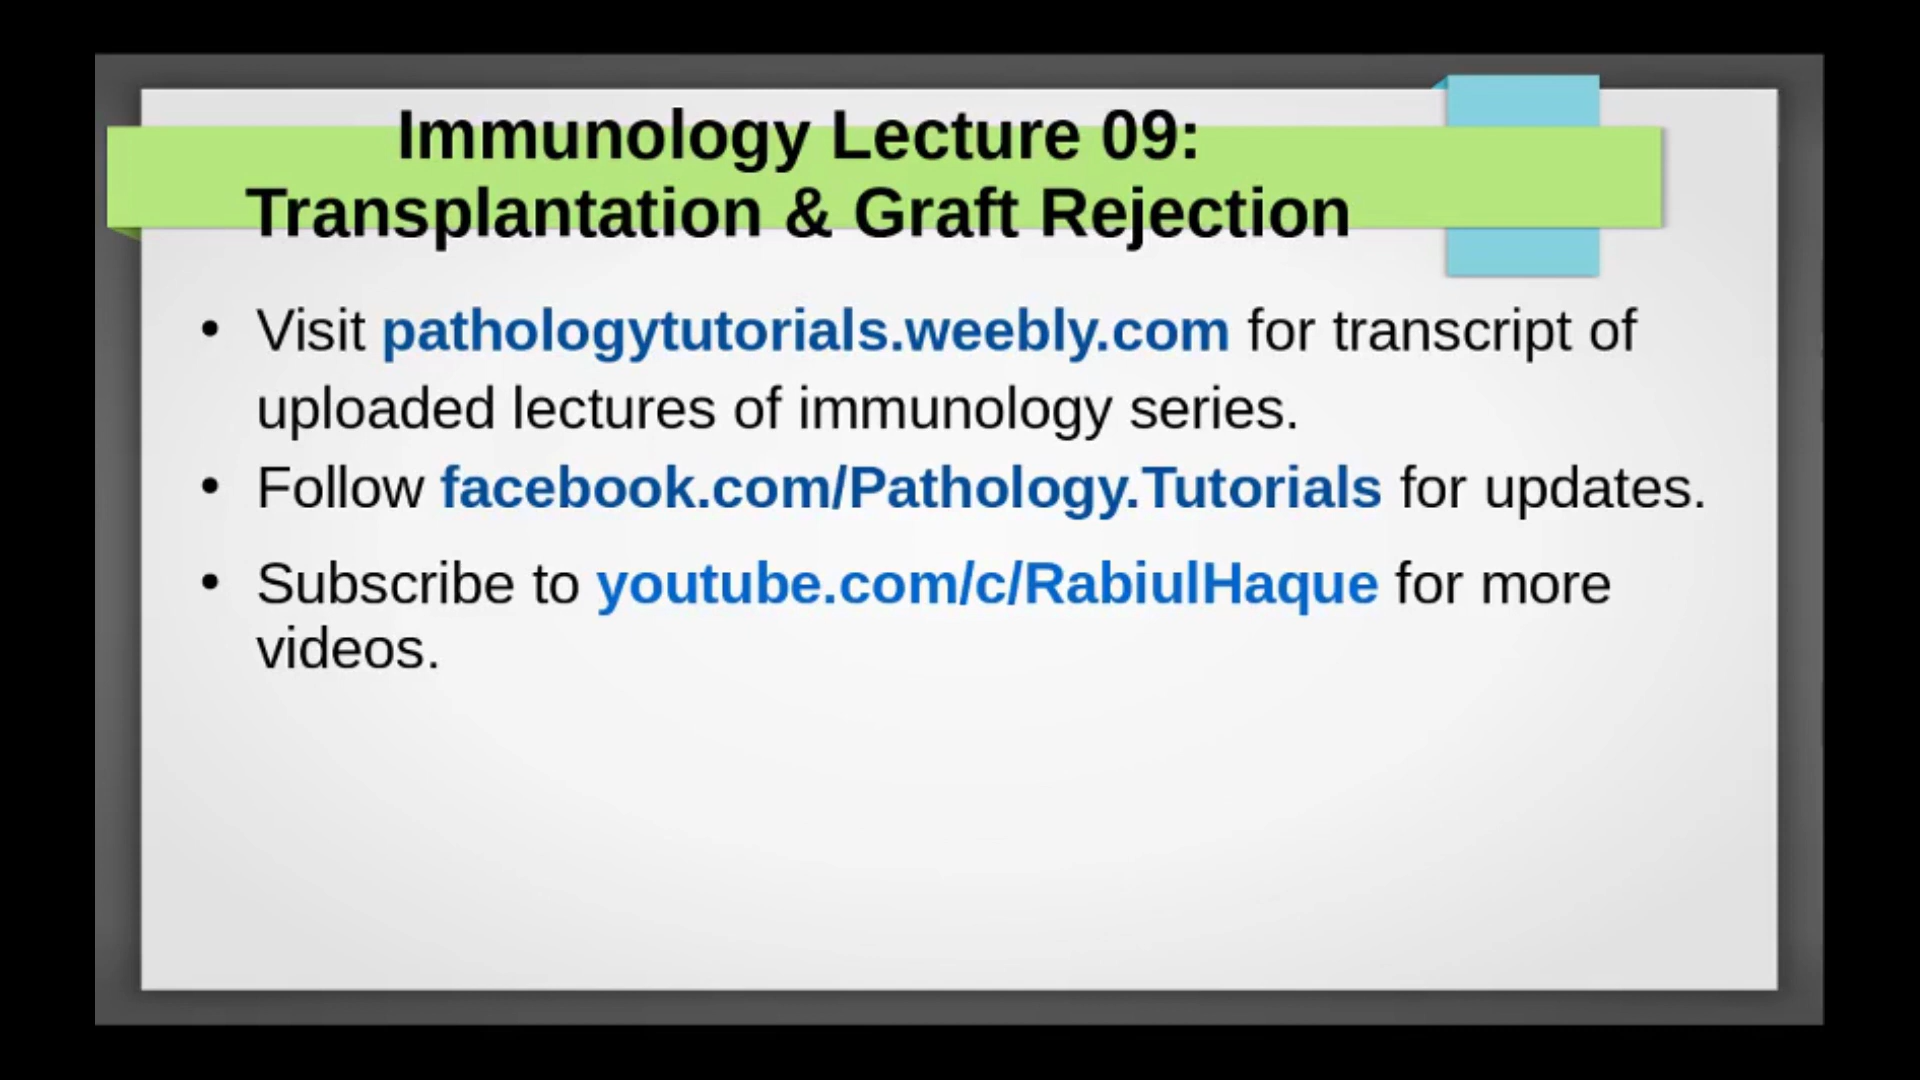 Immunology Lecture 09:
Transplantation & Graft Rejection
• Visit pathologytutorials.weebly.com for transcript of
uploaded lectures of immunology series.
• Follow facebook.com/Pathology.Tutorials for updates.
• Subscribe to youtube.com/c/RabiulHaque for more
videos.